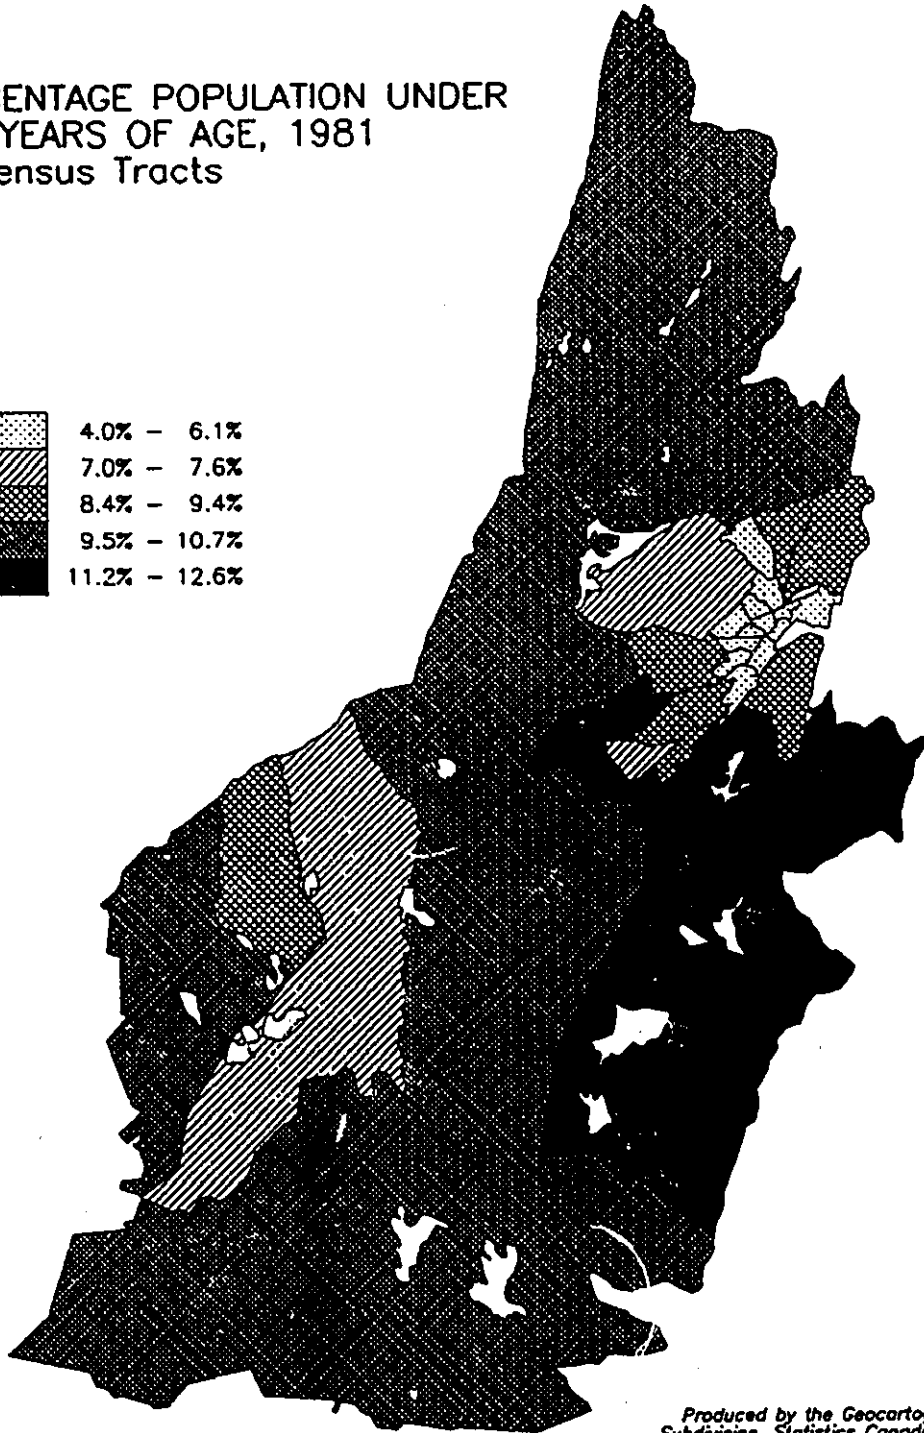 ENTAGE POPULATION UNDER
YEARS OF AGE, 1981
ensus Tracts
4.0% - 6.1%
7.0% - 7.6%
8.4% - 9.4%
9.5% - 10.7%
11.2% - 12.6%
Produced by the Geocarto
Subdivision, Statistics Canad